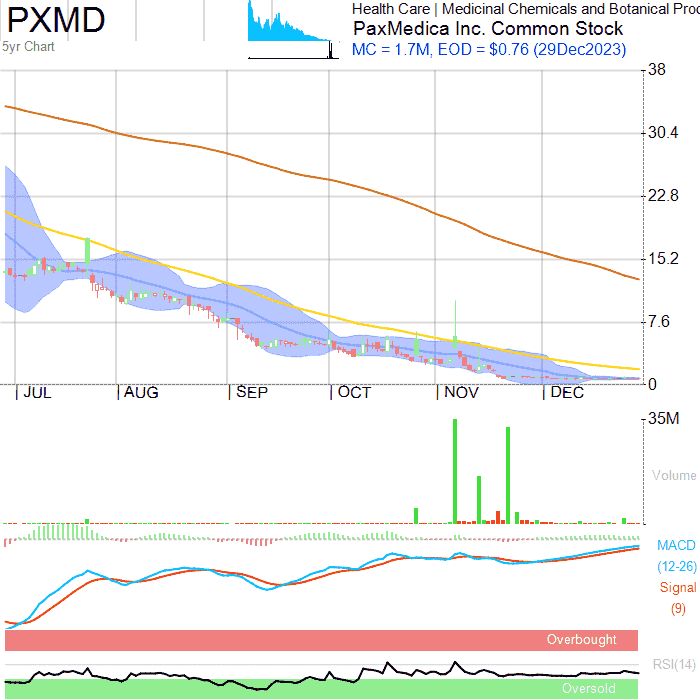 PXMD
5yr Chart
Health Care | Medicinal Chemicals and Botanical Proc
PaxMedica Inc. Common Stock
MC = 1.7M, EOD = $0.76 (29Dec2023)
38
30.4
22.8
15.2
7.6
0
JUL AUG SEP OCT NOV DEC
35M
Volume
MACD
(12-26)
Signal
(9)
Overbought
RSI(14)
Oversold